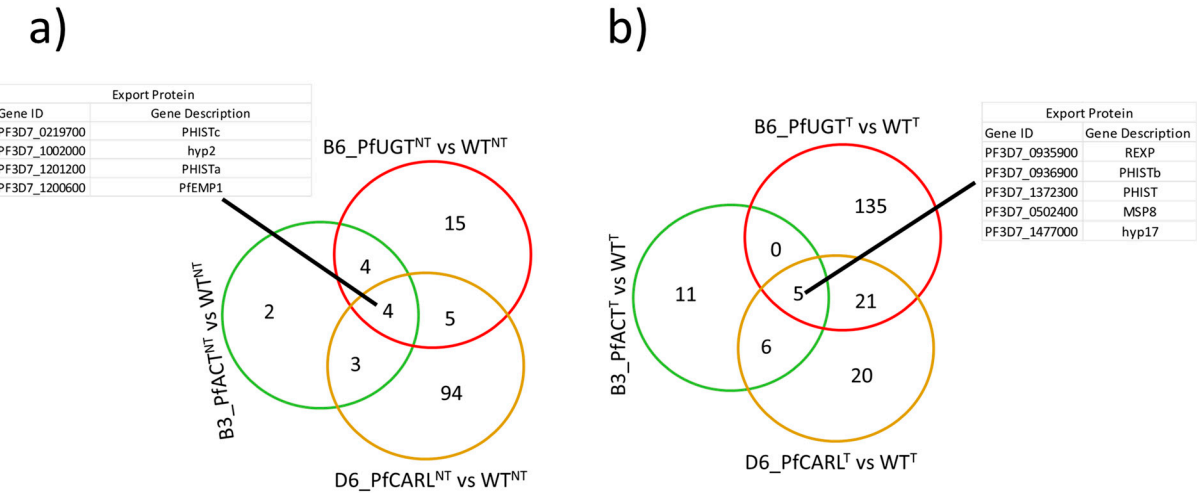 a)
Export Protein
Gene ID Gene Description
PF3D7_0219700 PHISTc
PF3D7_1002000 hyp2
PF3D7_1201200 PHISTa
PF3D7_1200600 PfEMP1
B6_PfUGTᴺᵀ vs WTᴺᵀ
15
4
2
4
5
3
94
B3_PfACTᴺᵀ vs WTᴺᵀ
D6_PfCARLᴺᵀ vs WTᴺᵀ
b)
Export Protein
Gene ID Gene Description
PF3D7_0935900 REXP
PF3D7_0936900 PHISTb
PF3D7_1372300 PHIST
PF3D7_0502400 MSP8
PF3D7_1477000 hyp17
B6_PfUGTᵀ vs WTᵀ
135
0
11
5
21
6
20
B3_PfACTᵀ vs WTᵀ
D6_PfCARLᵀ vs WTᵀ